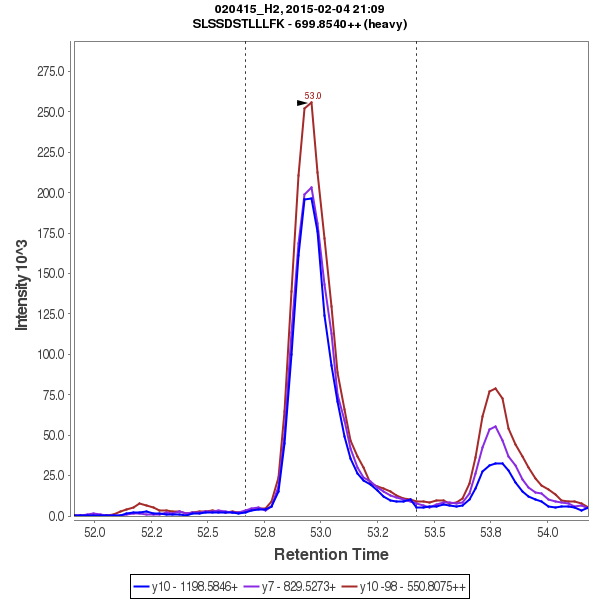 020415_H2, 2015-02-04 21:09
SLSSDSTLLLFK - 699.8540++ (heavy)
53.0
275.0
250.0
225.0
200.0
175.0
150.0
125.0
100.0
75.0
50.0
25.0
0.0
Intensity 10^3
52.0 52.2 52.5 52.8 53.0 53.2 53.5 53.8 54.0
Retention Time
y10 - 1198.5846+ y7 - 829.5273+ y10 -98 - 550.8075++